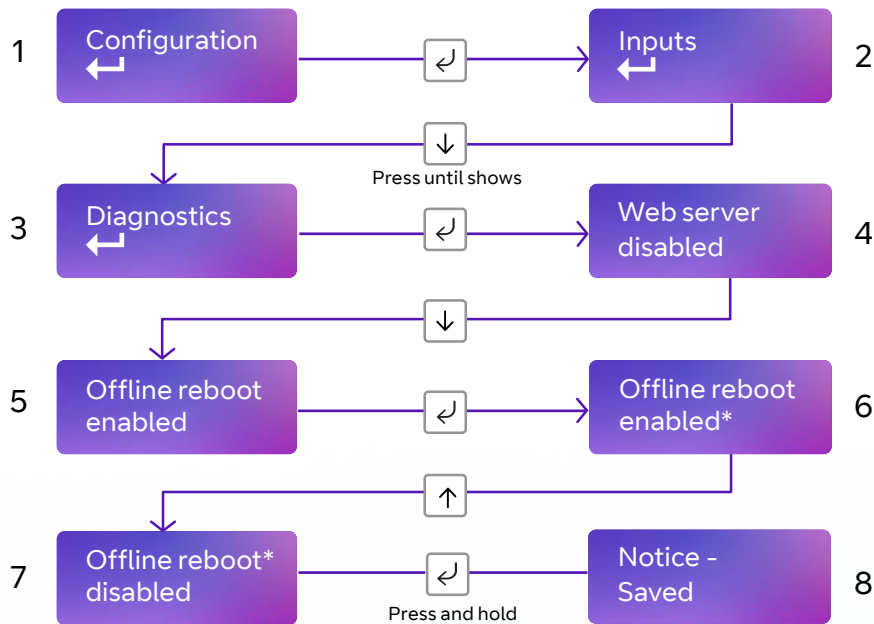 1
Configuration
Inputs
2
Press until shows
3
Diagnostics
Web server
disabled
4
5
Offline reboot
enabled
Offline reboot
enabled*
6
7
Offline reboot*
disabled
Press and hold
Notice -
Saved
8